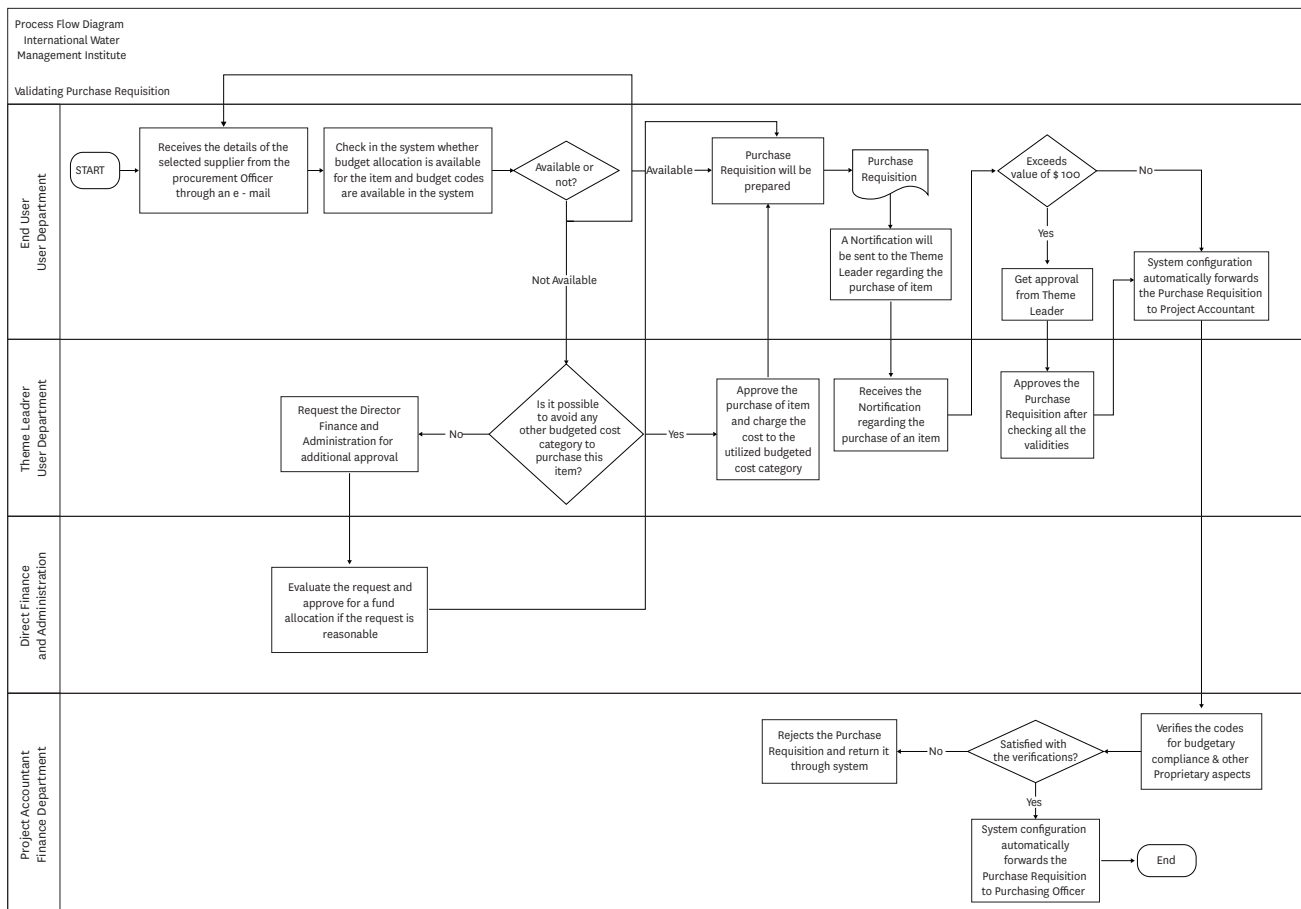 Process Flow Diagram
International Water
Management Institute
Validating Purchase Requisition
End User
User Department
START
Receives the details of the
selected supplier from the
procurement Officer
through an e - mail
Check in the system whether
budget allocation is available
for the item and budget codes
are available in the system
Available or
not?
Available
Not Available
Purchase
Requisition will be
prepared
Purchase
Requisition
A Nortification will
be sent to the Theme
Leader regarding the
purchase of item
Exceeds
value of $ 100
No
Yes
Get approval
from Theme
Leader
System configuration
automatically forwards
the Purchase Requisition
to Project Accountant
Theme Leadrer
User Department
Request the Director
Finance and
Administration for
additional approval
No
Is it possible
to avoid any
other budgeted cost
category to
purchase this
item?
Yes
Approve the
purchase of item
and charge the
cost to the
utilized budgeted
cost category
Receives the
Nortification
regarding the
purchase of an item
Approves the
Purchase
Requisition after
checking all the
validities
Direct Finance
and Administration
Evaluate the request and
approve for a fund
allocation if the request is
reasonable
Project Accountant
Finance Department
Rejects the Purchase
Requisition and return it
through system
No
Satisfied with
the verifications?
Yes
Verifies the codes
for budgetary
compliance & other
Proprietary aspects
System configuration
automatically
forwards the
Purchase Requisition
to Purchasing Officer
End